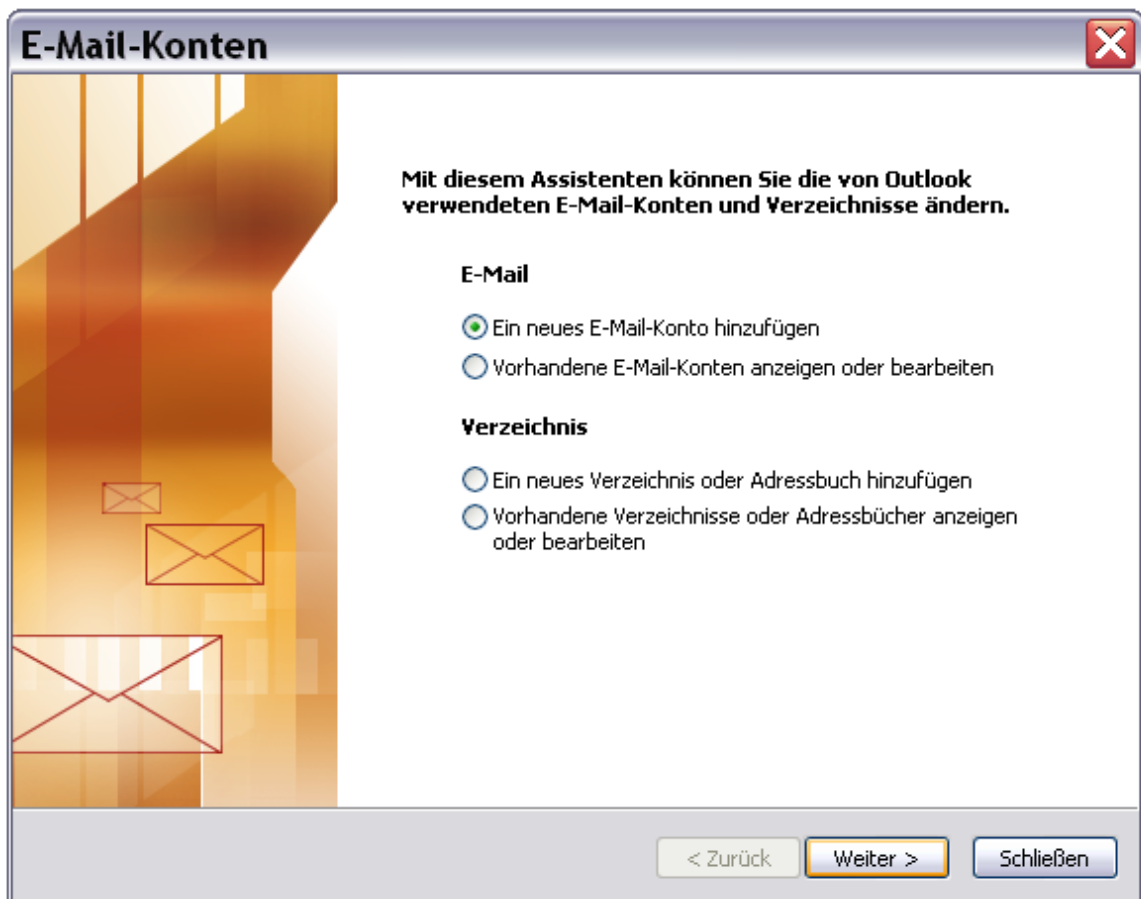 E-Mail-Konten
Mit diesem Assistenten können Sie die von Outlook
verwendeten E-Mail-Konten und Verzeichnisse ändern.
E-Mail
Ein neues E-Mail-Konto hinzufügen
Vorhandene E-Mail-Konten anzeigen oder bearbeiten
Verzeichnis
Ein neues Verzeichnis oder Adressbuch hinzufügen
Vorhandene Verzeichnisse oder Adressbücher anzeigen
oder bearbeiten
< Zurück Weiter > Schließen